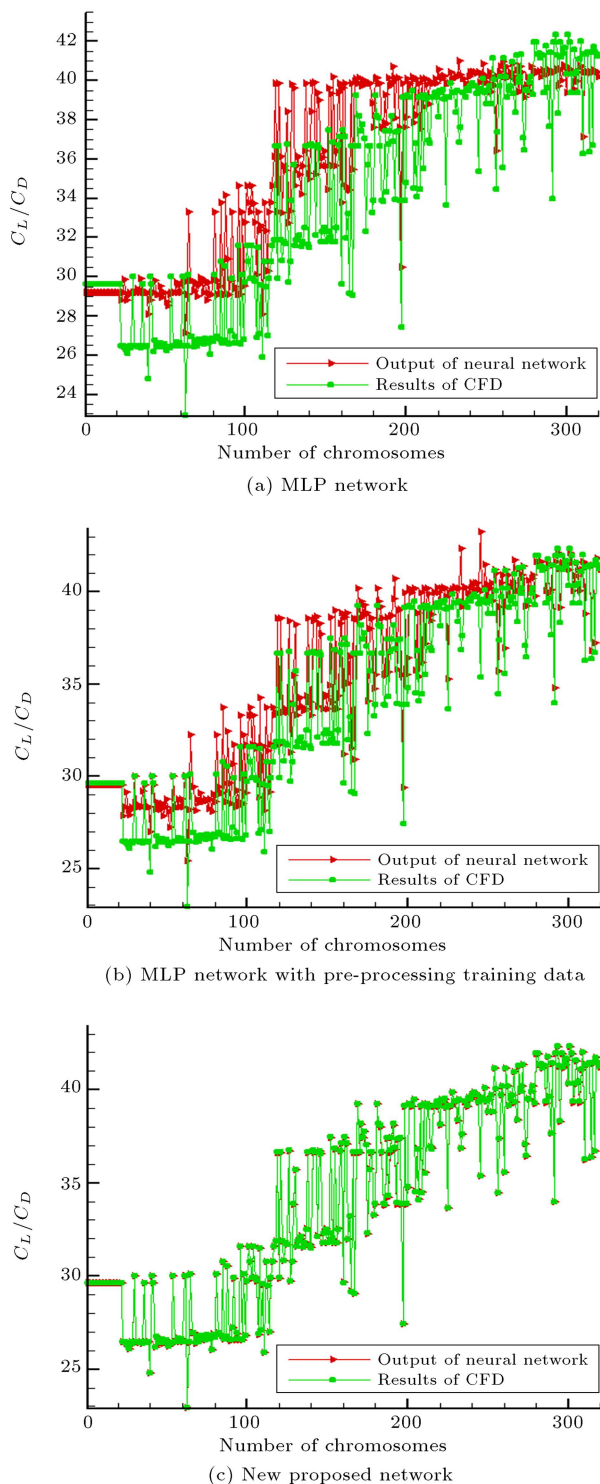 42
40
38
36
34
32
30
28
26
24
C_L/C_D
Output of neural network
Results of CFD
0 100 200 300
Number of chromosomes
(a) MLP network
40
35
30
25
C_L/C_D
Output of neural network
Results of CFD
0 100 200 300
Number of chromosomes
(b) MLP network with pre-processing training data
40
35
30
25
C_L/C_D
Output of neural network
Results of CFD
0 100 200 300
Number of chromosomes
(c) New proposed network